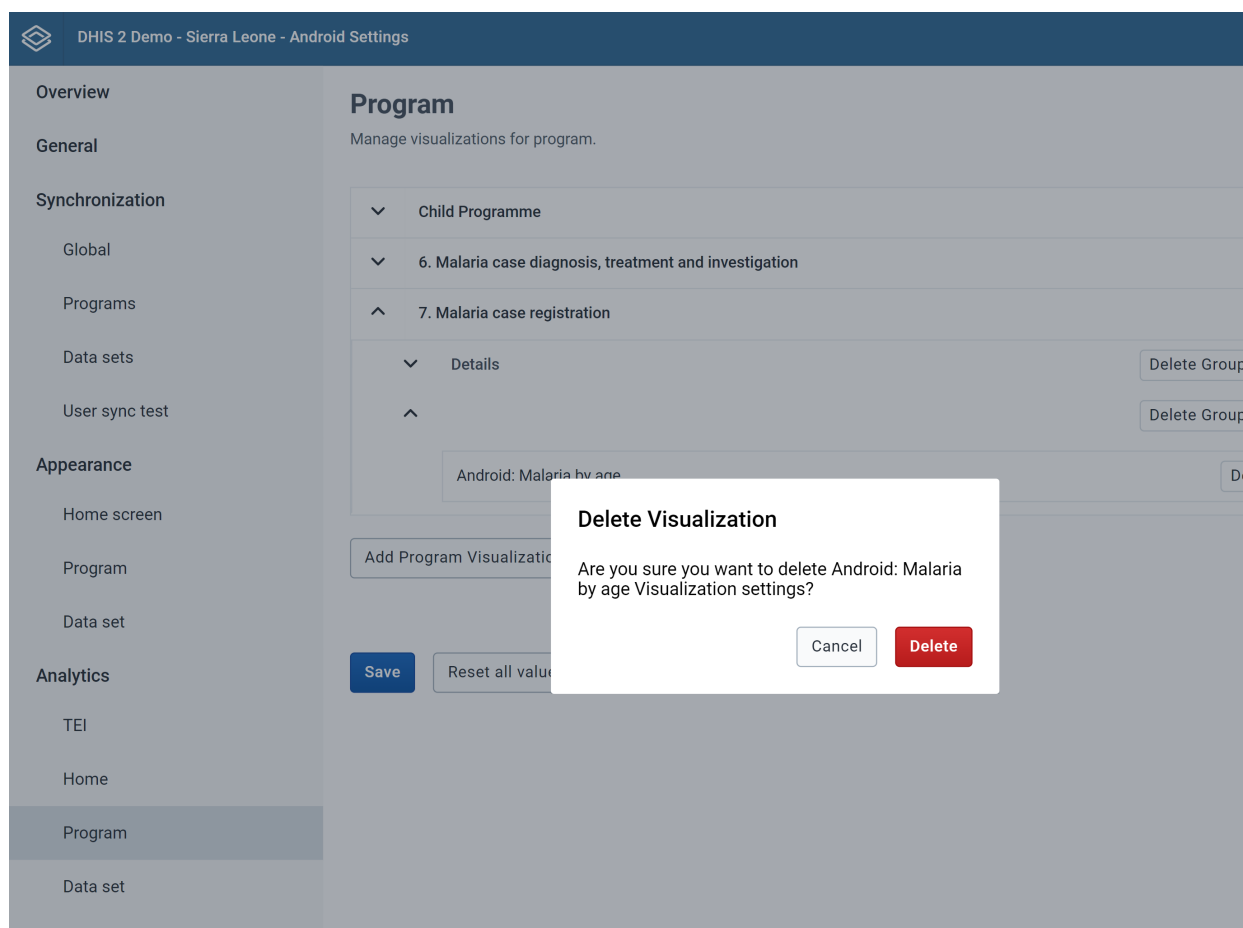 DHIS 2 Demo - Sierra Leone - Android Settings
Overview
General
Synchronization
Global
Programs
Data sets
User sync test
Appearance
Home screen
Program
Data set
Analytics
TEI
Home
Program
Data set
Program
Manage visualizations for program.
Child Programme
6. Malaria case diagnosis, treatment and investigation
7. Malaria case registration
Details
Delete Group
Delete Group
Android: Malaria by age
Add Program
Save
Reset all
Delete Visualization
Are you sure you want to delete Android: Malaria
by age Visualization settings?
Cancel
Delete